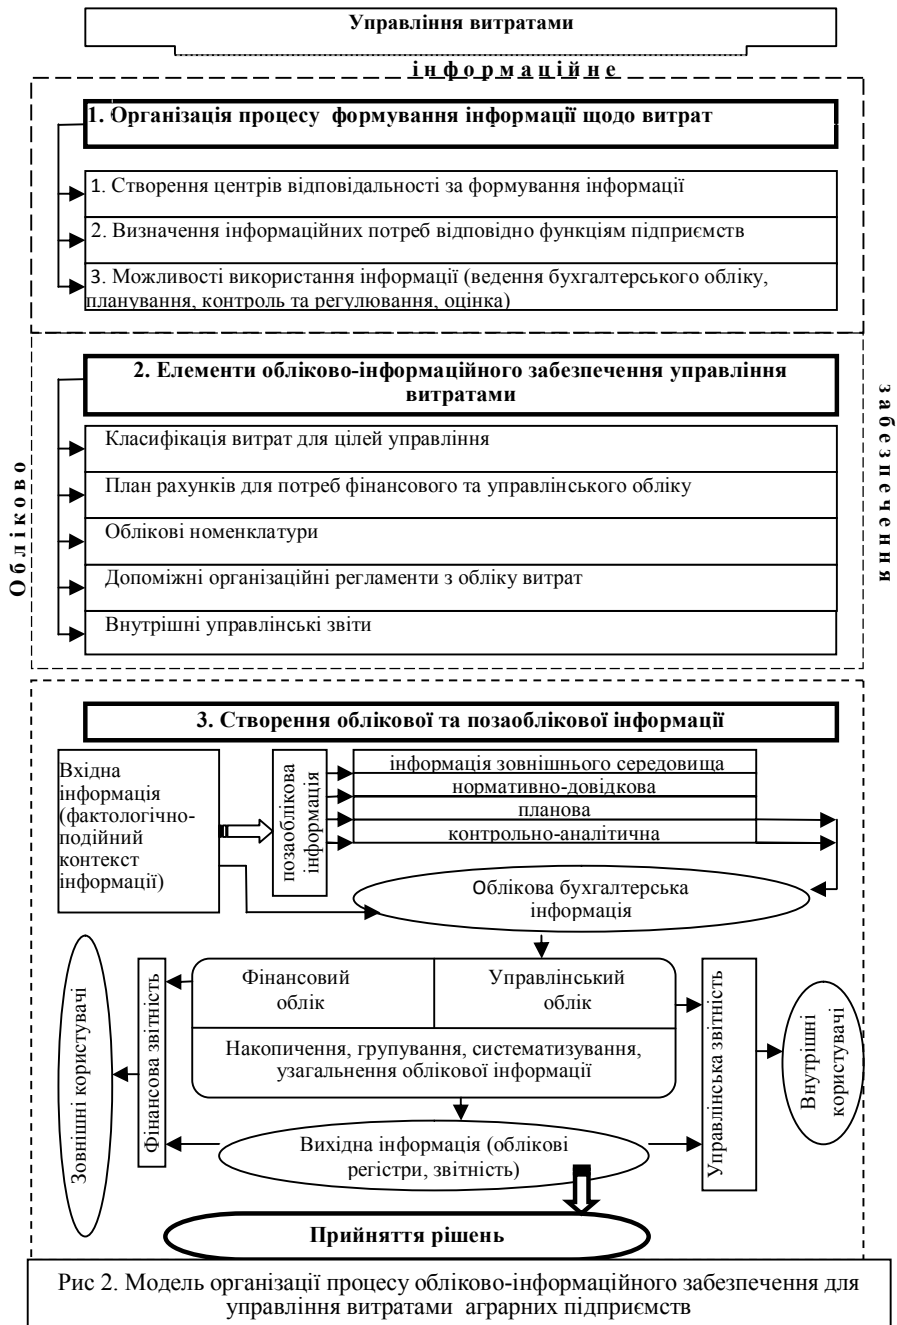 Управління витратами
інформаційне
1. Організація процесу формування інформації щодо витрат
1. Створення центрів відповідальності за формування інформації
2. Визначення інформаційних потреб відповідно функціям підприємств
3. Можливості використання інформації (ведення бухгалтерського обліку,
планування, контроль та регулювання, оцінка)
Обліково
забезпечення
2. Елементи обліково-інформаційного забезпечення управління
витратами
Класифікація витрат для цілей управління
План рахунків для потреб фінансового та управлінського обліку
Облікові номенклатури
Допоміжні організаційні регламенти з обліку витрат
Внутрішні управлінські звіти
3. Створення облікової та позаоблікової інформації
Вхідна
інформація
(фактологічно-
подійний
контекст
інформації)
позаоблікова
інформація
інформація зовнішнього середовища
нормативно-довідкова
планова
контрольно-аналітична
Облікова бухгалтерська
інформація
Зовнішні користувачі
Фінансова звітність
Фінансовий
облік
Управлінський
облік
Накопичення, групування, систематизування,
узагальнення облікової інформації
Управлінська звітність
Внутрішні
користувачі
Вихідна інформація (облікові
регістри, звітність)
Прийняття рішень
Рис 2. Модель організації процесу обліково-інформаційного забезпечення для
управління витратами аграрних підприємств